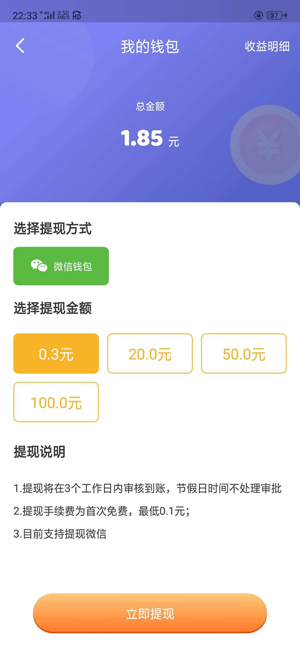 22:33
我的钱包
收益明细
总金额
1.85 元
选择提现方式
微信钱包
选择提现金额
0.3元
20.0元
50.0元
100.0元
提现说明
1.提现将在3个工作日内审核到账，节假日时间不处理审批
2.提现手续费为首次免费，最低0.1元；
3.目前支持提现微信
立即提现